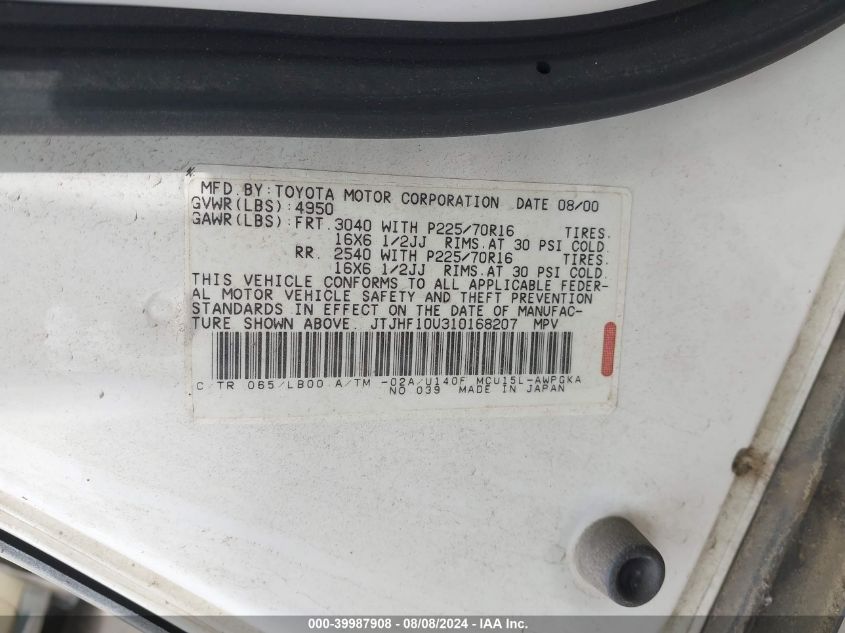 MFD.BY:TOYOTA MOTOR CORPORATION DATE 08/00
GVWR(LBS):4950
GAWR(LBS):FRT.3040 WITH P225/70R16 TIRES.
16X6 1/2JJ RIMS.AT 30 PSI COLD.
RR. 2540 WITH P225/70R16 TIRES.
16X6 1/2JJ RIMS.AT 30 PSI COLD.
THIS VEHICLE CONFORMS TO ALL APPLICABLE FEDER-
AL MOTOR VEHICLE SAFETY AND THEFT PREVENTION
STANDARDS IN EFFECT ON THE DATE OF MANUFAC-
TURE SHOWN ABOVE. JTJHF10U310168207 MPV
C/TR 065/LB00 A/TM -02A/U140F MCU15L-AWPGKA
NO 039 MADE IN JAPAN
000-39987908 - 08/08/2024 - IAA Inc.